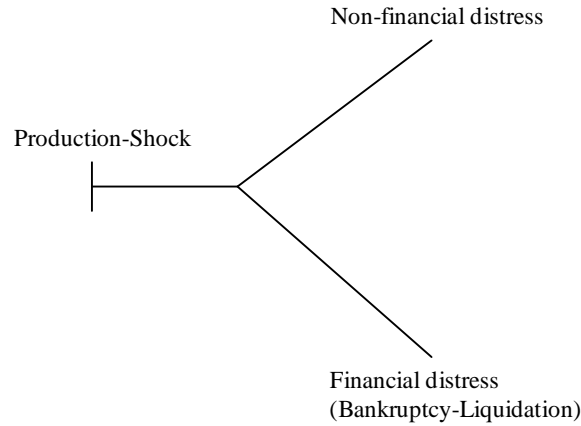 Non-financial distress
Production-Shock
Financial distress
(Bankruptcy-Liquidation)